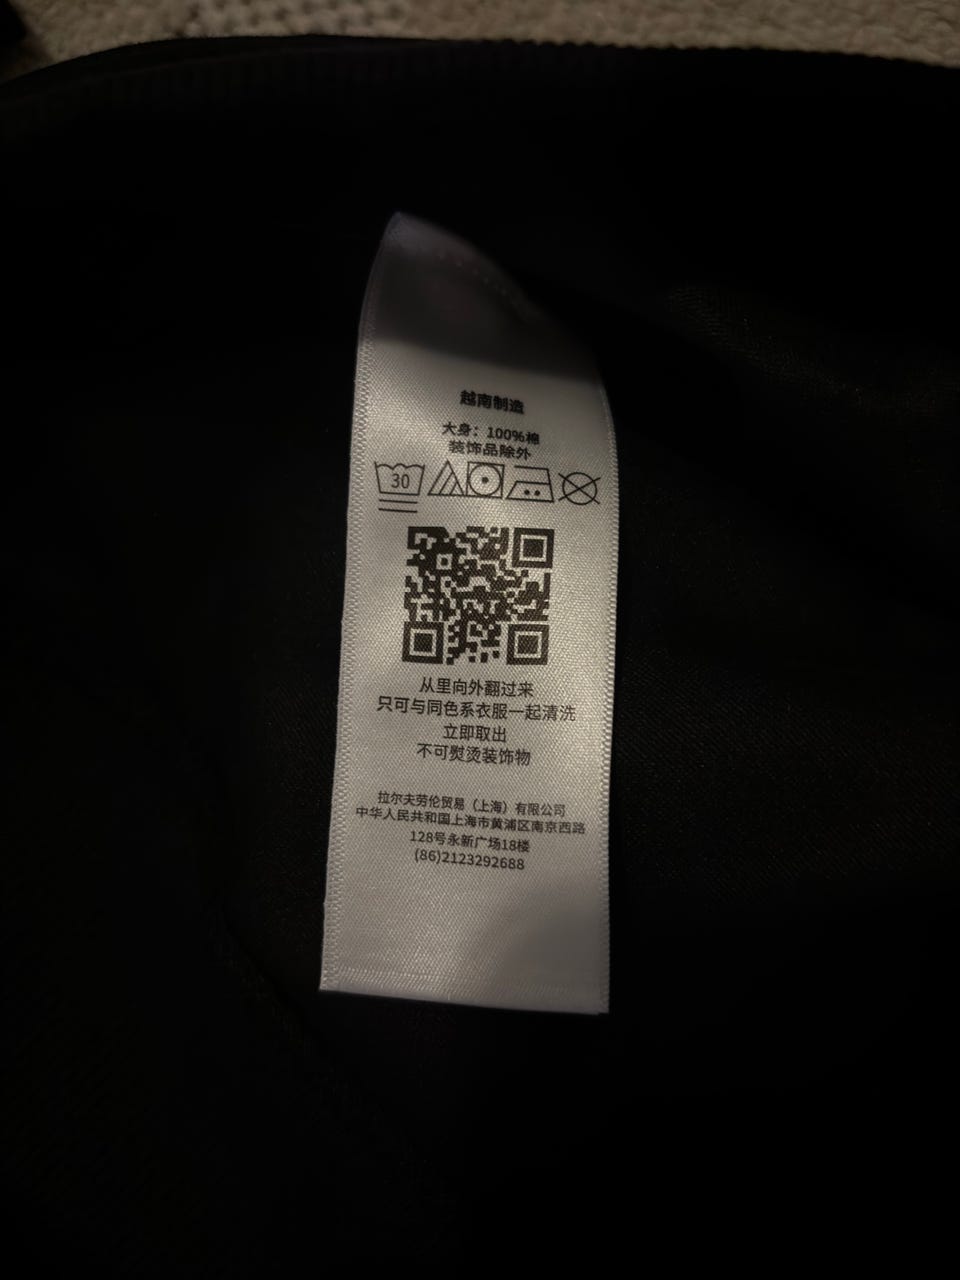 越南制造
大身：100%棉
装饰品除外
30
从里向外翻过来
只可与同色系衣服一起清洗
立即取出
不可熨烫装饰物
拉尔夫劳伦贸易（上海）有限公司
中华人民共和国上海市黄浦区南京西路
128号永新广场18楼
(86)2123292688